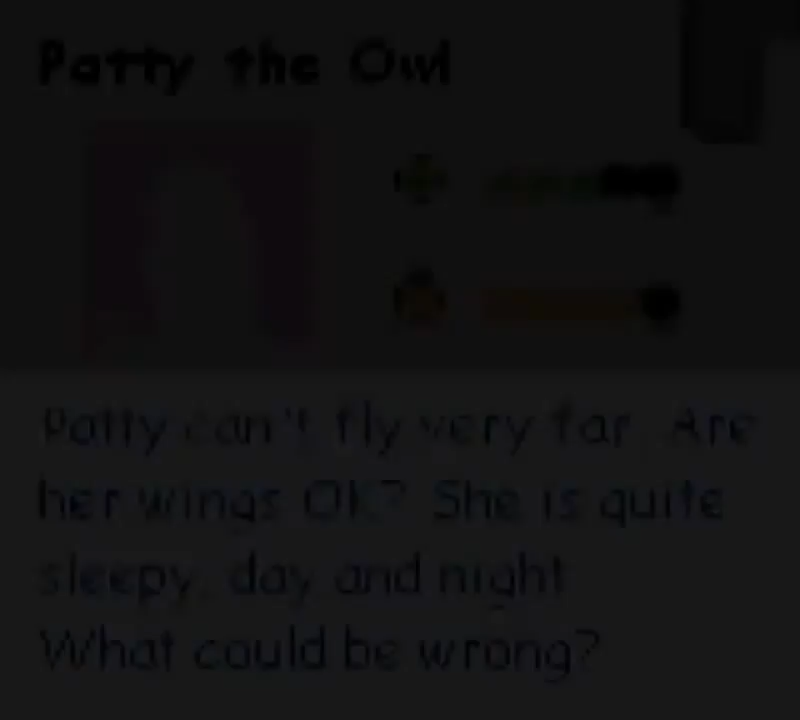 Patty the Owl
Patty can't fly very far. Are
her wings OK? She is quite
sleepy, day and night.
What could be wrong?